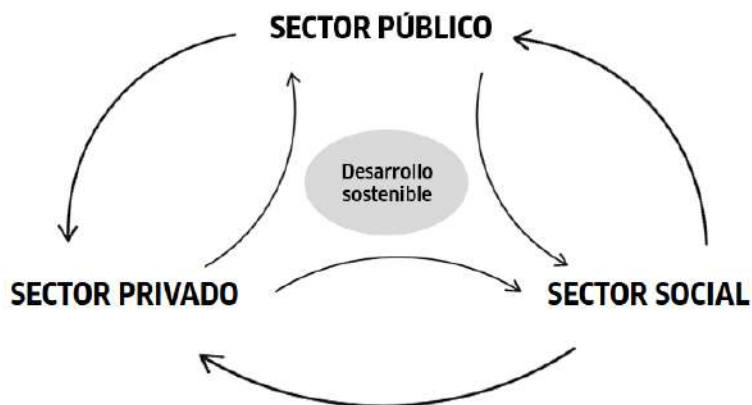 SECTOR PÚBLICO
Desarrollo
sostenible
SECTOR PRIVADO
SECTOR SOCIAL